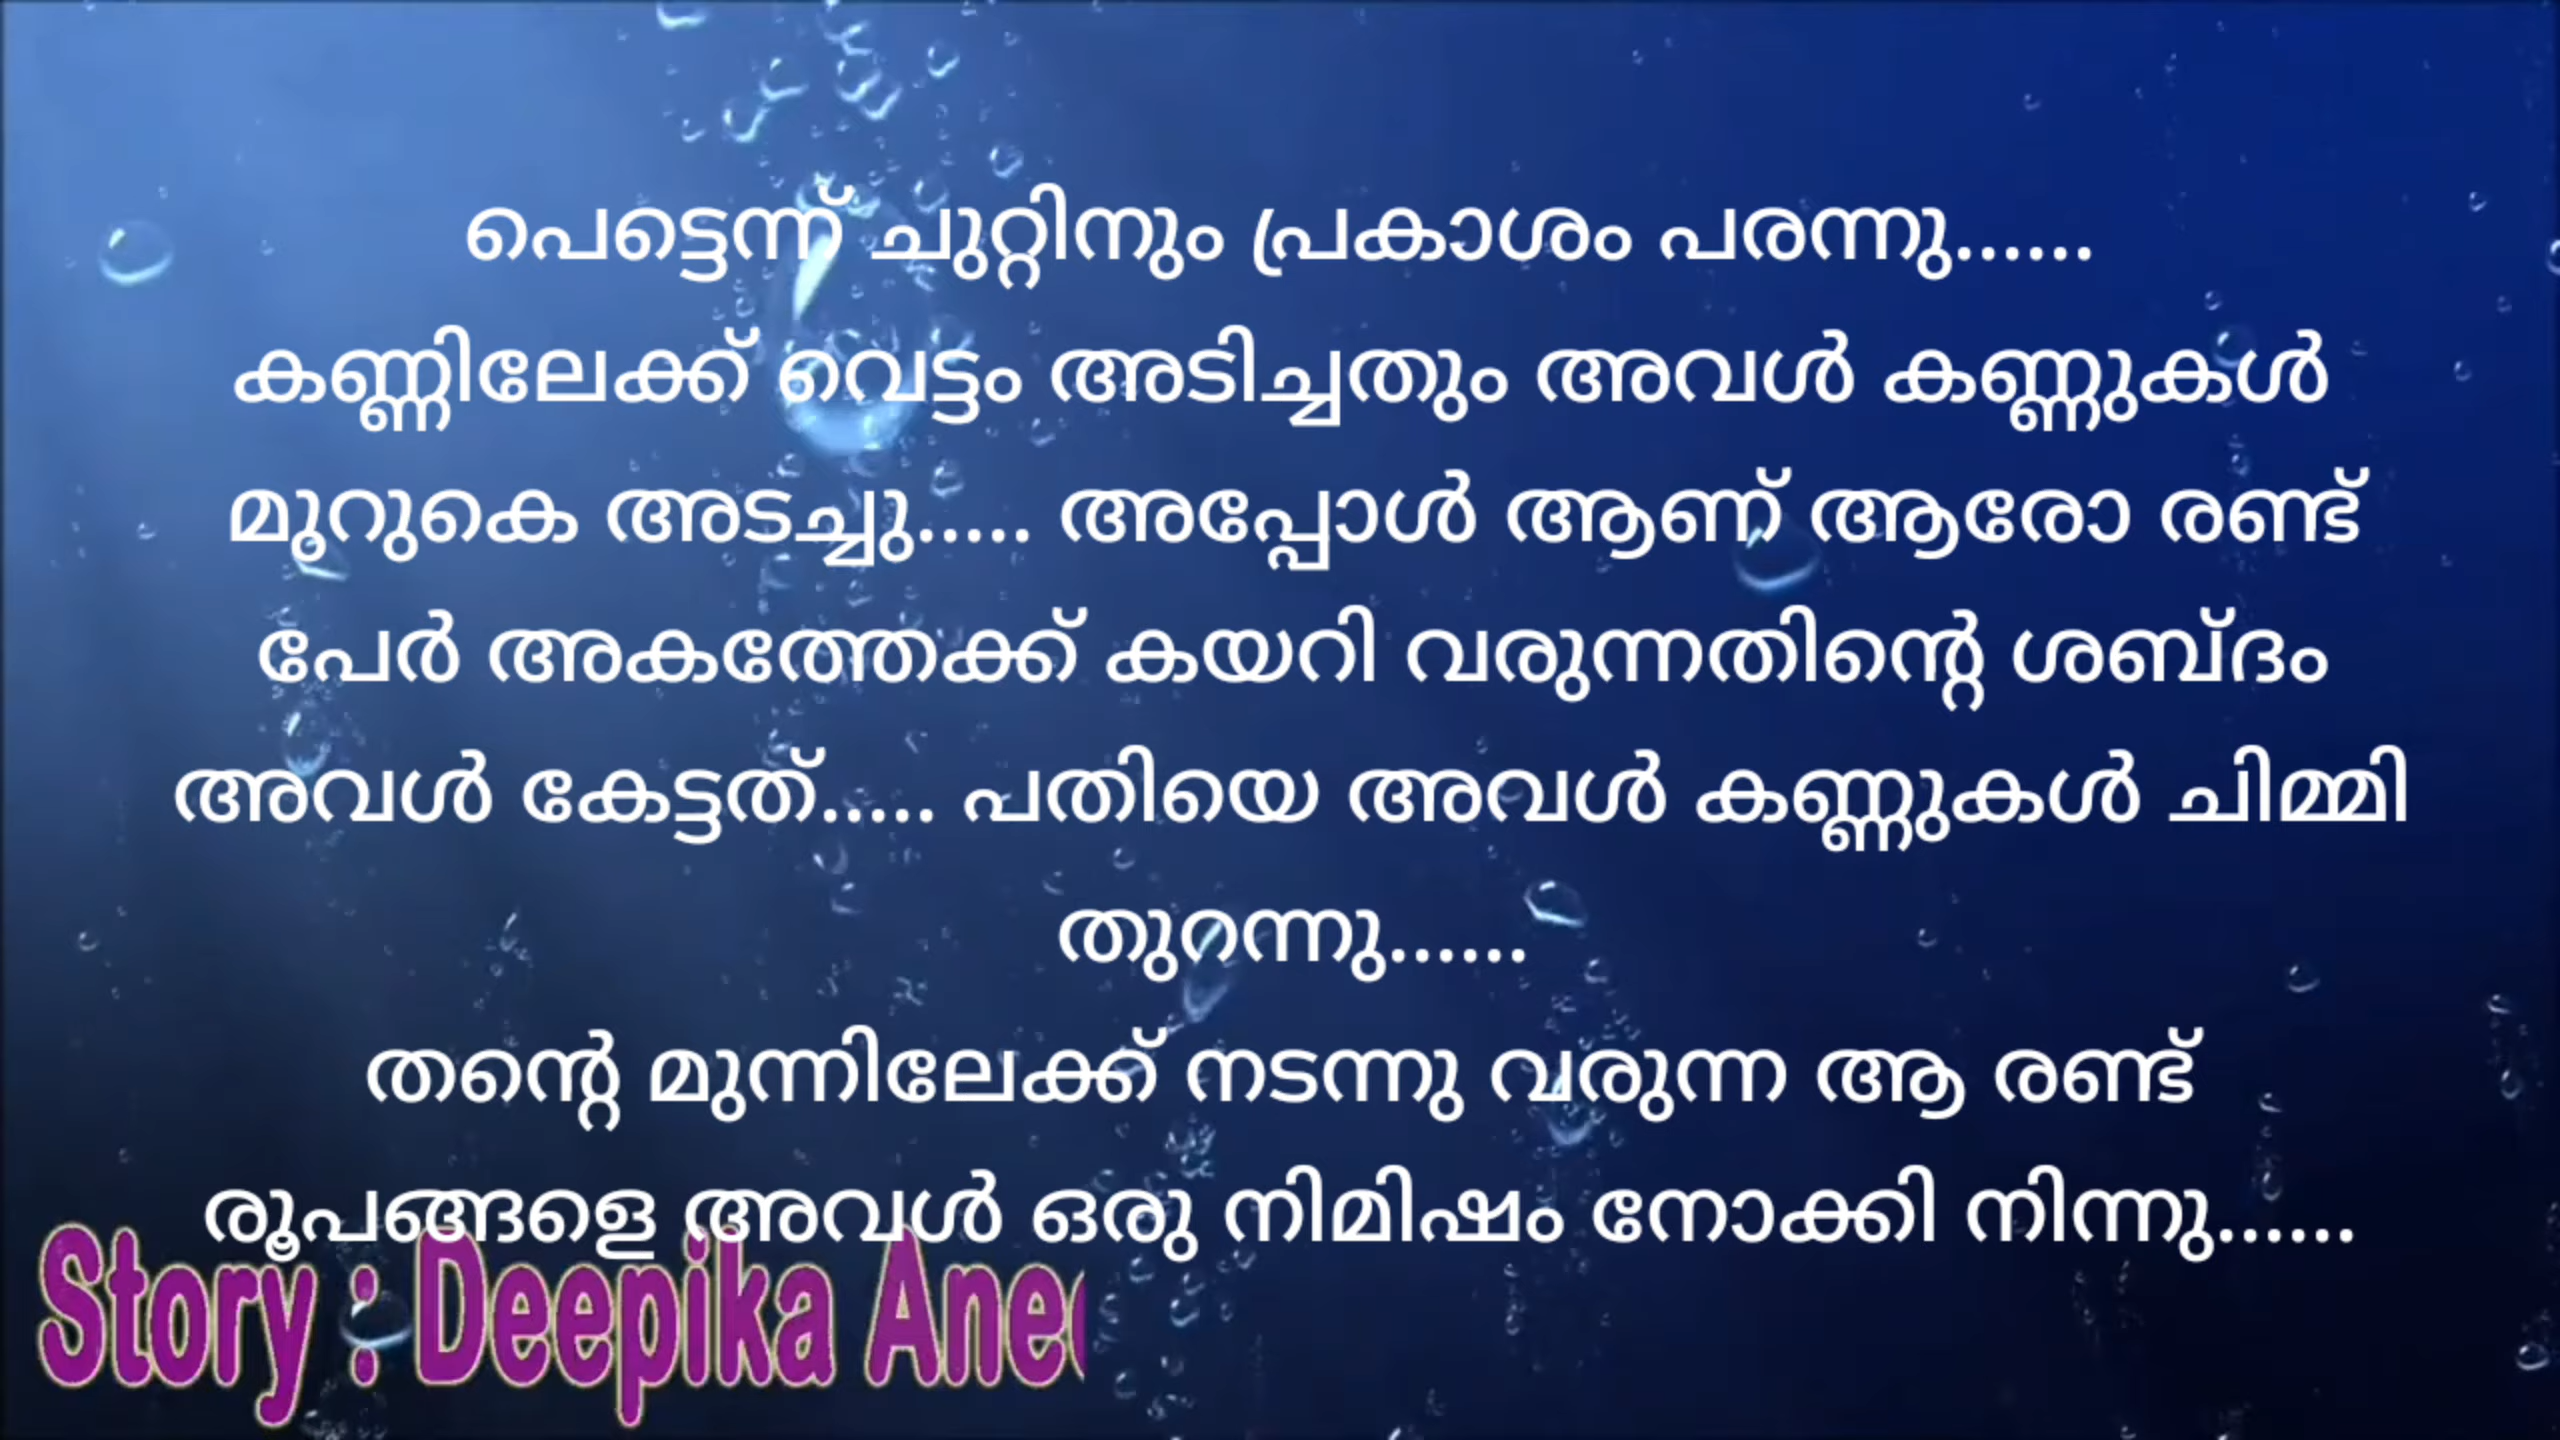 പെട്ടെന്ന് ചുറ്റിനും പ്രകാശം പരന്നു......
കണ്ണിലേക്ക് വെട്ടം അടിച്ചതും അവൾ കണ്ണുകൾ
മൂറുകെ അടച്ചു..... അപ്പോൾ ആണ് ആരോ രണ്ട്
പേർ അകത്തേക്ക് കയറി വരുന്നതിന്റെ ശബ്ദം
അവൾ കേട്ടത്..... പതിയെ അവൾ കണ്ണുകൾ ചിമ്മി
തുറന്നു......
തന്റെ മുന്നിലേക്ക് നടന്നു വരുന്ന ആ രണ്ട്
രൂപങ്ങളെ അവൾ ഒരു നിമിഷം നോക്കി നിന്നു......
Story : Deepika